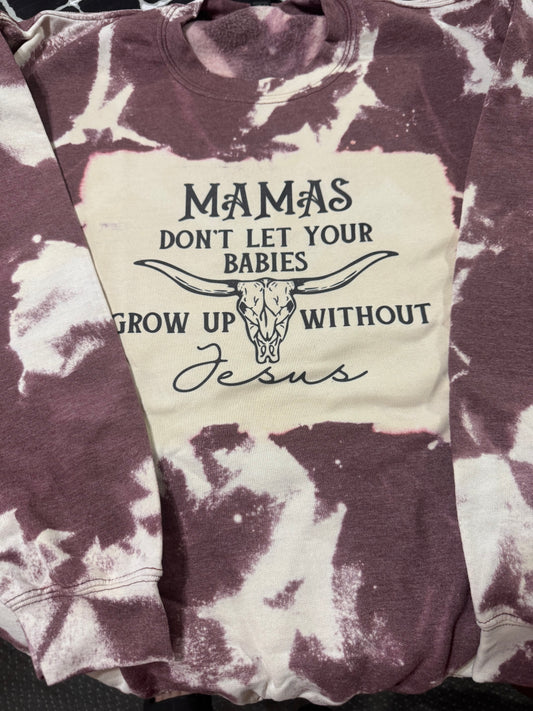 MAMAS
DON'T LET YOUR
BABIES
GROW UP WITHOUT
Jesus